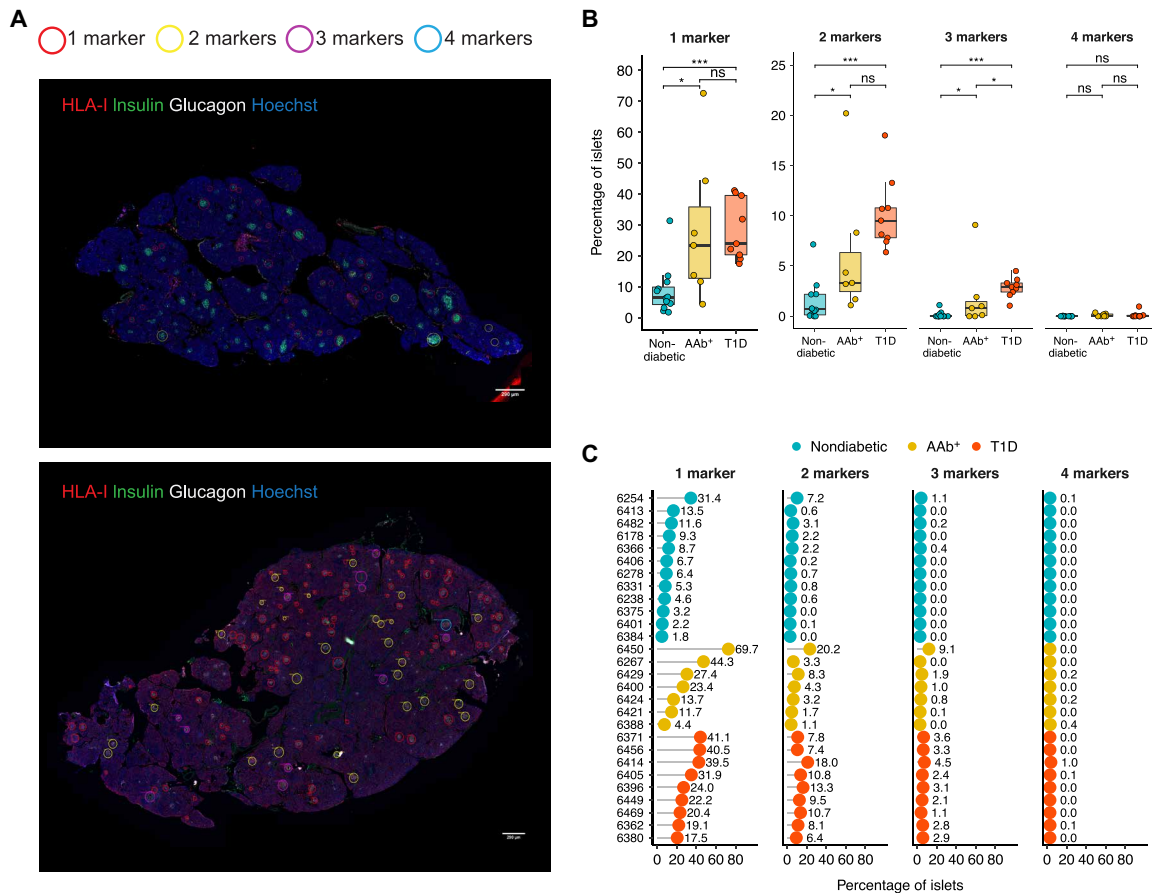 A
1 marker 2 markers 3 markers 4 markers
HLA-I Insulin Glucagon Hoechst
290 µm
HLA-I Insulin Glucagon Hoechst
B
1 marker 2 markers 3 markers 4 markers
Percentage of islets
80
70
60
50
40
30
20
10
0
*** ns *
Non-diabetic AAb⁺ T1D
25
20
15
10
5
0
*** ns *
Non-diabetic AAb⁺ T1D
*** * *
Non-diabetic AAb⁺ T1D
ns ns ns
Non-diabetic AAb⁺ T1D
C
Nondiabetic AAb⁺ T1D
1 marker 2 markers 3 markers 4 markers
6254 31.4 7.2 1.1 0.1
6413 13.5 0.6 0.0 0.0
6482 11.6 3.1 0.2 0.0
6178 9.3 2.2 0.0 0.0
6366 8.7 2.2 0.4 0.0
6406 6.7 0.2 0.0 0.0
6278 6.4 0.7 0.0 0.0
6331 5.3 0.8 0.0 0.0
6238 4.6 0.6 0.0 0.0
6375 3.2 0.0 0.0 0.0
6401 2.2 0.1 0.0 0.0
6384 1.8 0.0 0.0 0.0
6450 69.7 20.2 9.1 0.0
6267 44.3 3.3 0.0 0.0
6429 27.4 8.3 1.9 0.2
6400 23.4 4.3 1.0 0.0
6424 13.7 3.2 0.8 0.2
6421 11.7 1.7 0.1 0.0
6388 4.4 1.1 0.0 0.4
6371 41.1 7.8 3.6 0.0
6456 40.5 7.4 3.3 0.0
6414 39.5 18.0 4.5 1.0
6405 31.9 10.8 2.4 0.1
6396 24.0 13.3 3.1 0.0
6449 22.2 9.5 2.1 0.0
6469 20.4 10.7 1.1 0.0
6362 19.1 8.1 2.8 0.1
6380 17.5 6.4 2.9 0.0
0 20 40 60 80 0 20 40 60 80 0 20 40 60 80 0 20 40 60 80
Percentage of islets